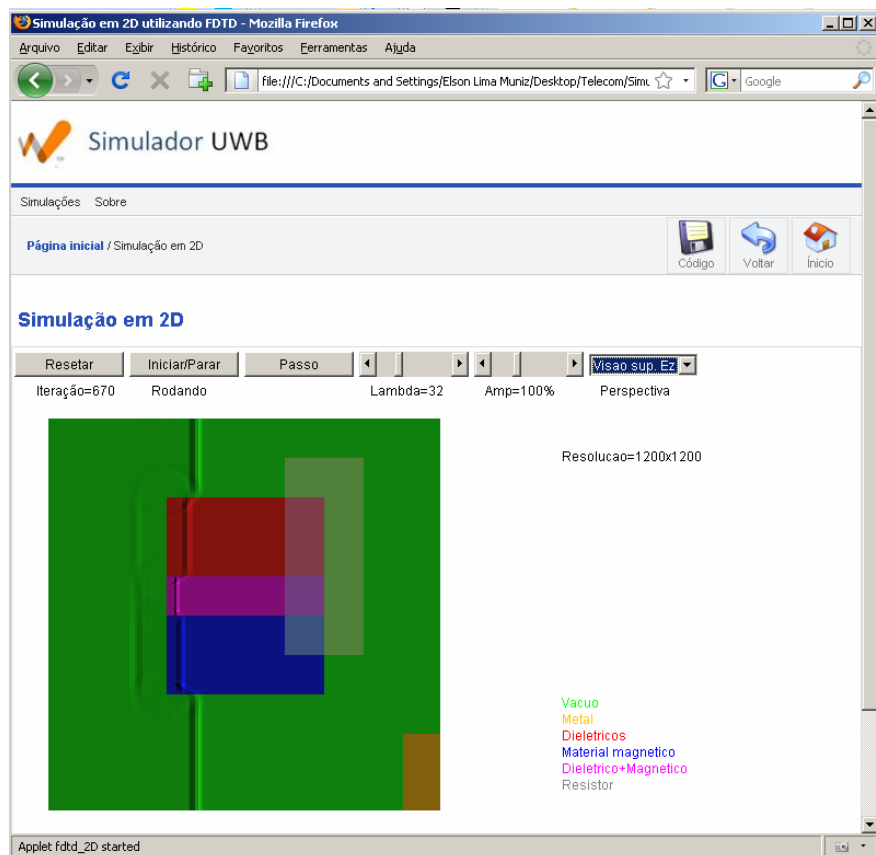 Simulação em 2D utilizando FDTD - Mozilla Firefox
Arquivo Editar Exibir Histórico Favoritos Ferramentas Ajuda
file:///C:/Documents and Settings/Elson Lima Muniz/Desktop/Telecom/Simu
G Google
Simulador UWB
Simulações Sobre
Página inicial / Simulação em 2D
Código Voltar Ínicio
Simulação em 2D
Resetar Iniciar/Parar Passo Visao sup. Ez
Iteração=670 Rodando Lambda=32 Amp=100% Perspectiva
Resolucao=1200x1200
Vacuo
Metal
Dieletricos
Material magnetico
Dieletrico+Magnetico
Resistor
Applet fdtd_2D started